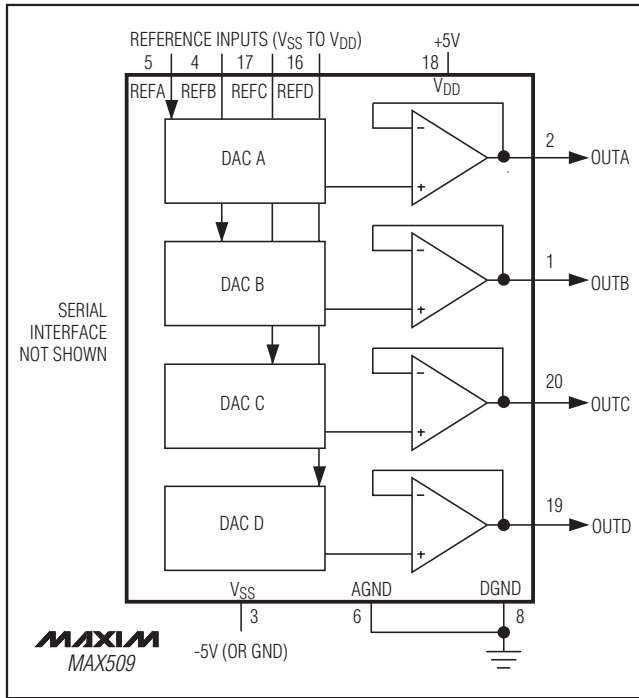 REFERENCE INPUTS (VSS TO VDD)
+5V
5 4 17 16 18
REFA REFB REFC REFD VDD
DAC A
-
+
2
OUTA
DAC B
-
+
1
OUTB
SERIAL
INTERFACE
NOT SHOWN
DAC C
-
+
20
OUTC
DAC D
-
+
19
OUTD
VSS AGND DGND
3 6 8
-5V (OR GND)
MAXIM
MAX509